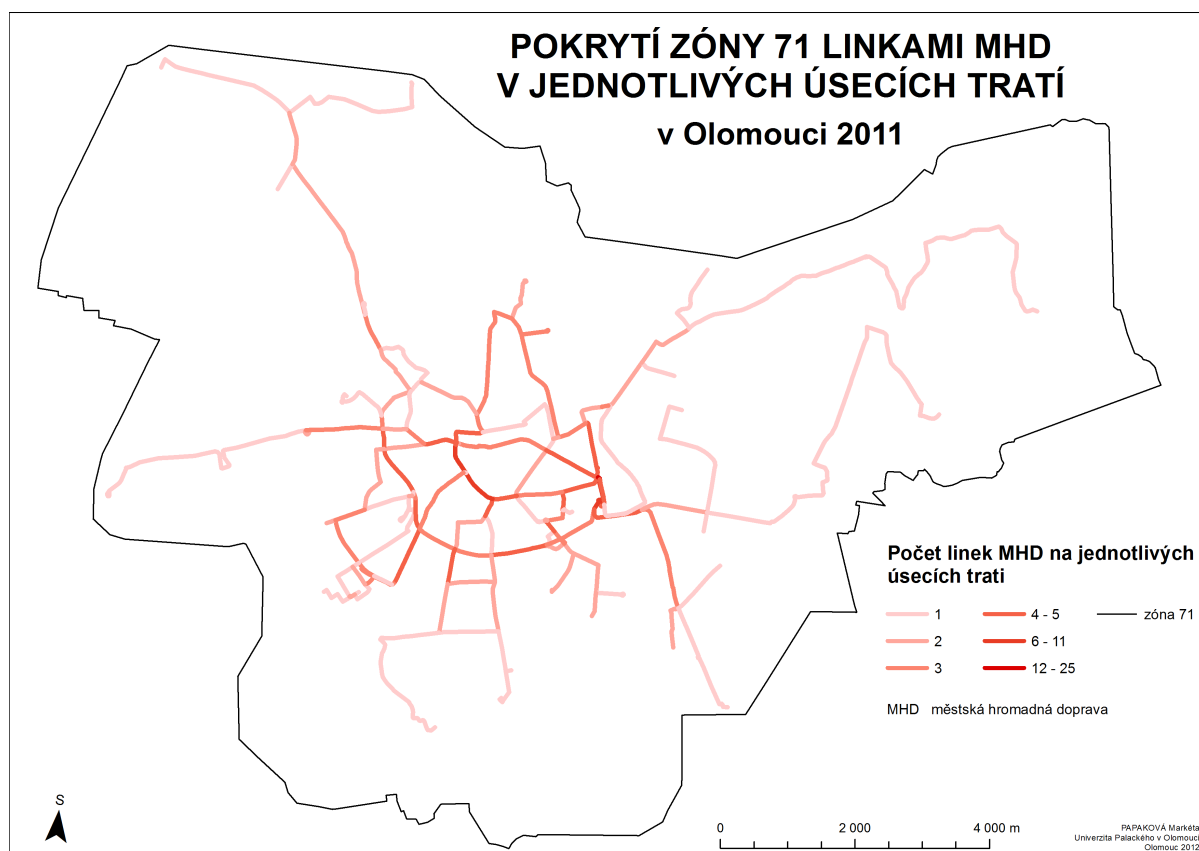 POKRYTÍ ZÓNY 71 LINKAMI MHD
V JEDNOTLIVÝCH ÚSECÍCH TRATÍ
v Olomouci 2011
Počet linek MHD na jednotlivých
úsecích trati
1
4 - 5
zóna 71
2
6 - 11
3
12 - 25
MHD městská hromadná doprava
S
0 2 000 4 000 m
PAPAKOVÁ Markéta
Univerzita Palackého v Olomouci
Olomouc 2012